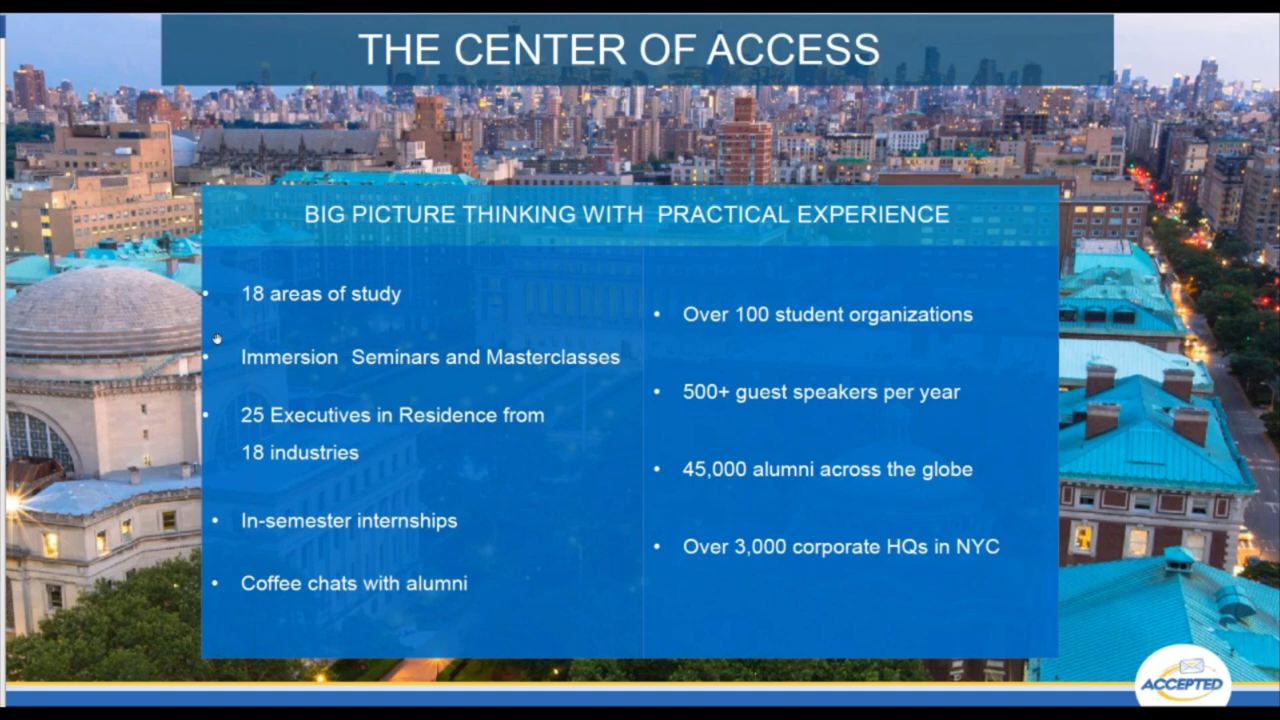 THE CENTER OF ACCESS
BIG PICTURE THINKING WITH  PRACTICAL EXPERIENCE
• 18 areas of study
• Immersion  Seminars and Masterclasses
• 25 Executives in Residence from
18 industries
• In-semester internships
• Coffee chats with alumni
• Over 100 student organizations
• 500+ guest speakers per year
• 45,000 alumni across the globe
• Over 3,000 corporate HQs in NYC
ACCEPTED